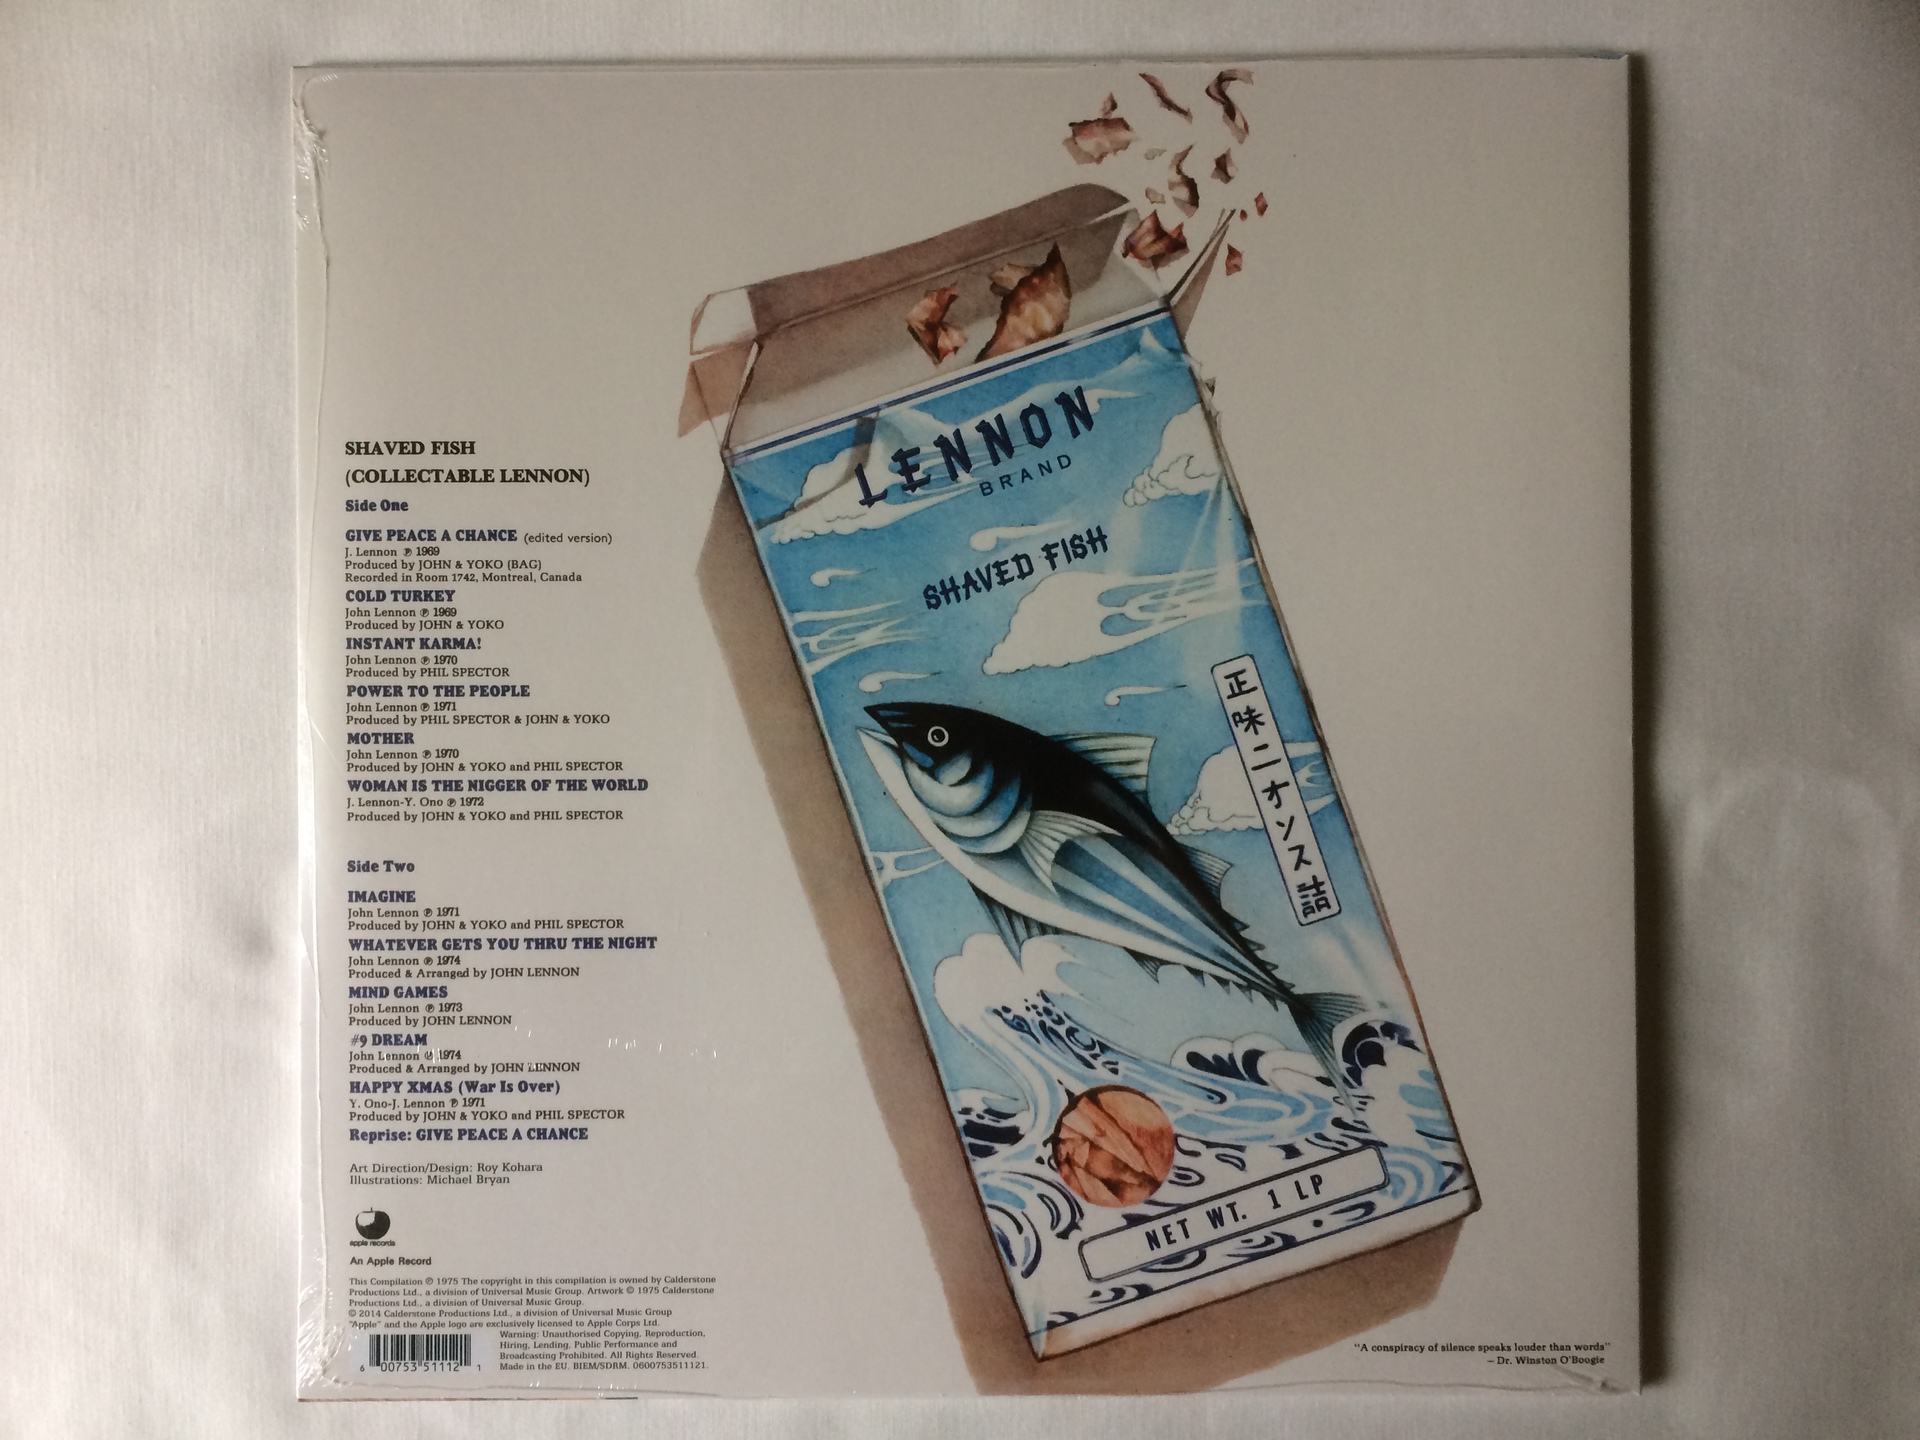 SHAVED FISH
(COLLECTABLE LENNON)
Side One
GIVE PEACE A CHANCE (edited version)
J. Lennon ℗ 1969
Produced by JOHN & YOKO (BAG)
Recorded in Room 1742, Montreal, Canada
COLD TURKEY
John Lennon ℗ 1969
Produced by JOHN & YOKO
INSTANT KARMA!
John Lennon ℗ 1970
Produced by PHIL SPECTOR
POWER TO THE PEOPLE
John Lennon ℗ 1971
Produced by PHIL SPECTOR & JOHN & YOKO
MOTHER
John Lennon ℗ 1970
Produced by JOHN & YOKO and PHIL SPECTOR
WOMAN IS THE NIGGER OF THE WORLD
J. Lennon-Y. Ono ℗ 1972
Produced by JOHN & YOKO and PHIL SPECTOR
Side Two
IMAGINE
John Lennon ℗ 1971
Produced by JOHN & YOKO and PHIL SPECTOR
WHATEVER GETS YOU THRU THE NIGHT
John Lennon ℗ 1974
Produced & Arranged by JOHN LENNON
MIND GAMES
John Lennon ℗ 1973
Produced by JOHN LENNON
#9 DREAM
John Lennon ℗ 1974
Produced & Arranged by JOHN LENNON
HAPPY XMAS (War Is Over)
Y. Ono-J. Lennon ℗ 1971
Produced by JOHN & YOKO and PHIL SPECTOR
Reprise: GIVE PEACE A CHANCE
Art Direction/Design: Roy Kohara
Illustrations: Michael Bryan
apple records
An Apple Record
This Compilation ℗ 1975 The copyright in this compilation is owned by Calderstone
Productions Ltd., a division of Universal Music Group. Artwork © 1975 Calderstone
Productions Ltd., a division of Universal Music Group.
© 2014 Calderstone Productions Ltd., a division of Universal Music Group
"Apple" and the Apple logo are exclusively licensed to Apple Corps Ltd.
Warning: Unauthorised Copying, Reproduction,
Hiring, Lending, Public Performance and
Broadcasting Prohibited. All Rights Reserved.
Made in the EU. BIEM/SDRM. 0600753511121.
6 00753 51112 1
LENNON
BRAND
SHAVED FISH
正味二オンス詰
NET WT. 1 LP
"A conspiracy of silence speaks louder than words"
– Dr. Winston O'Boogie